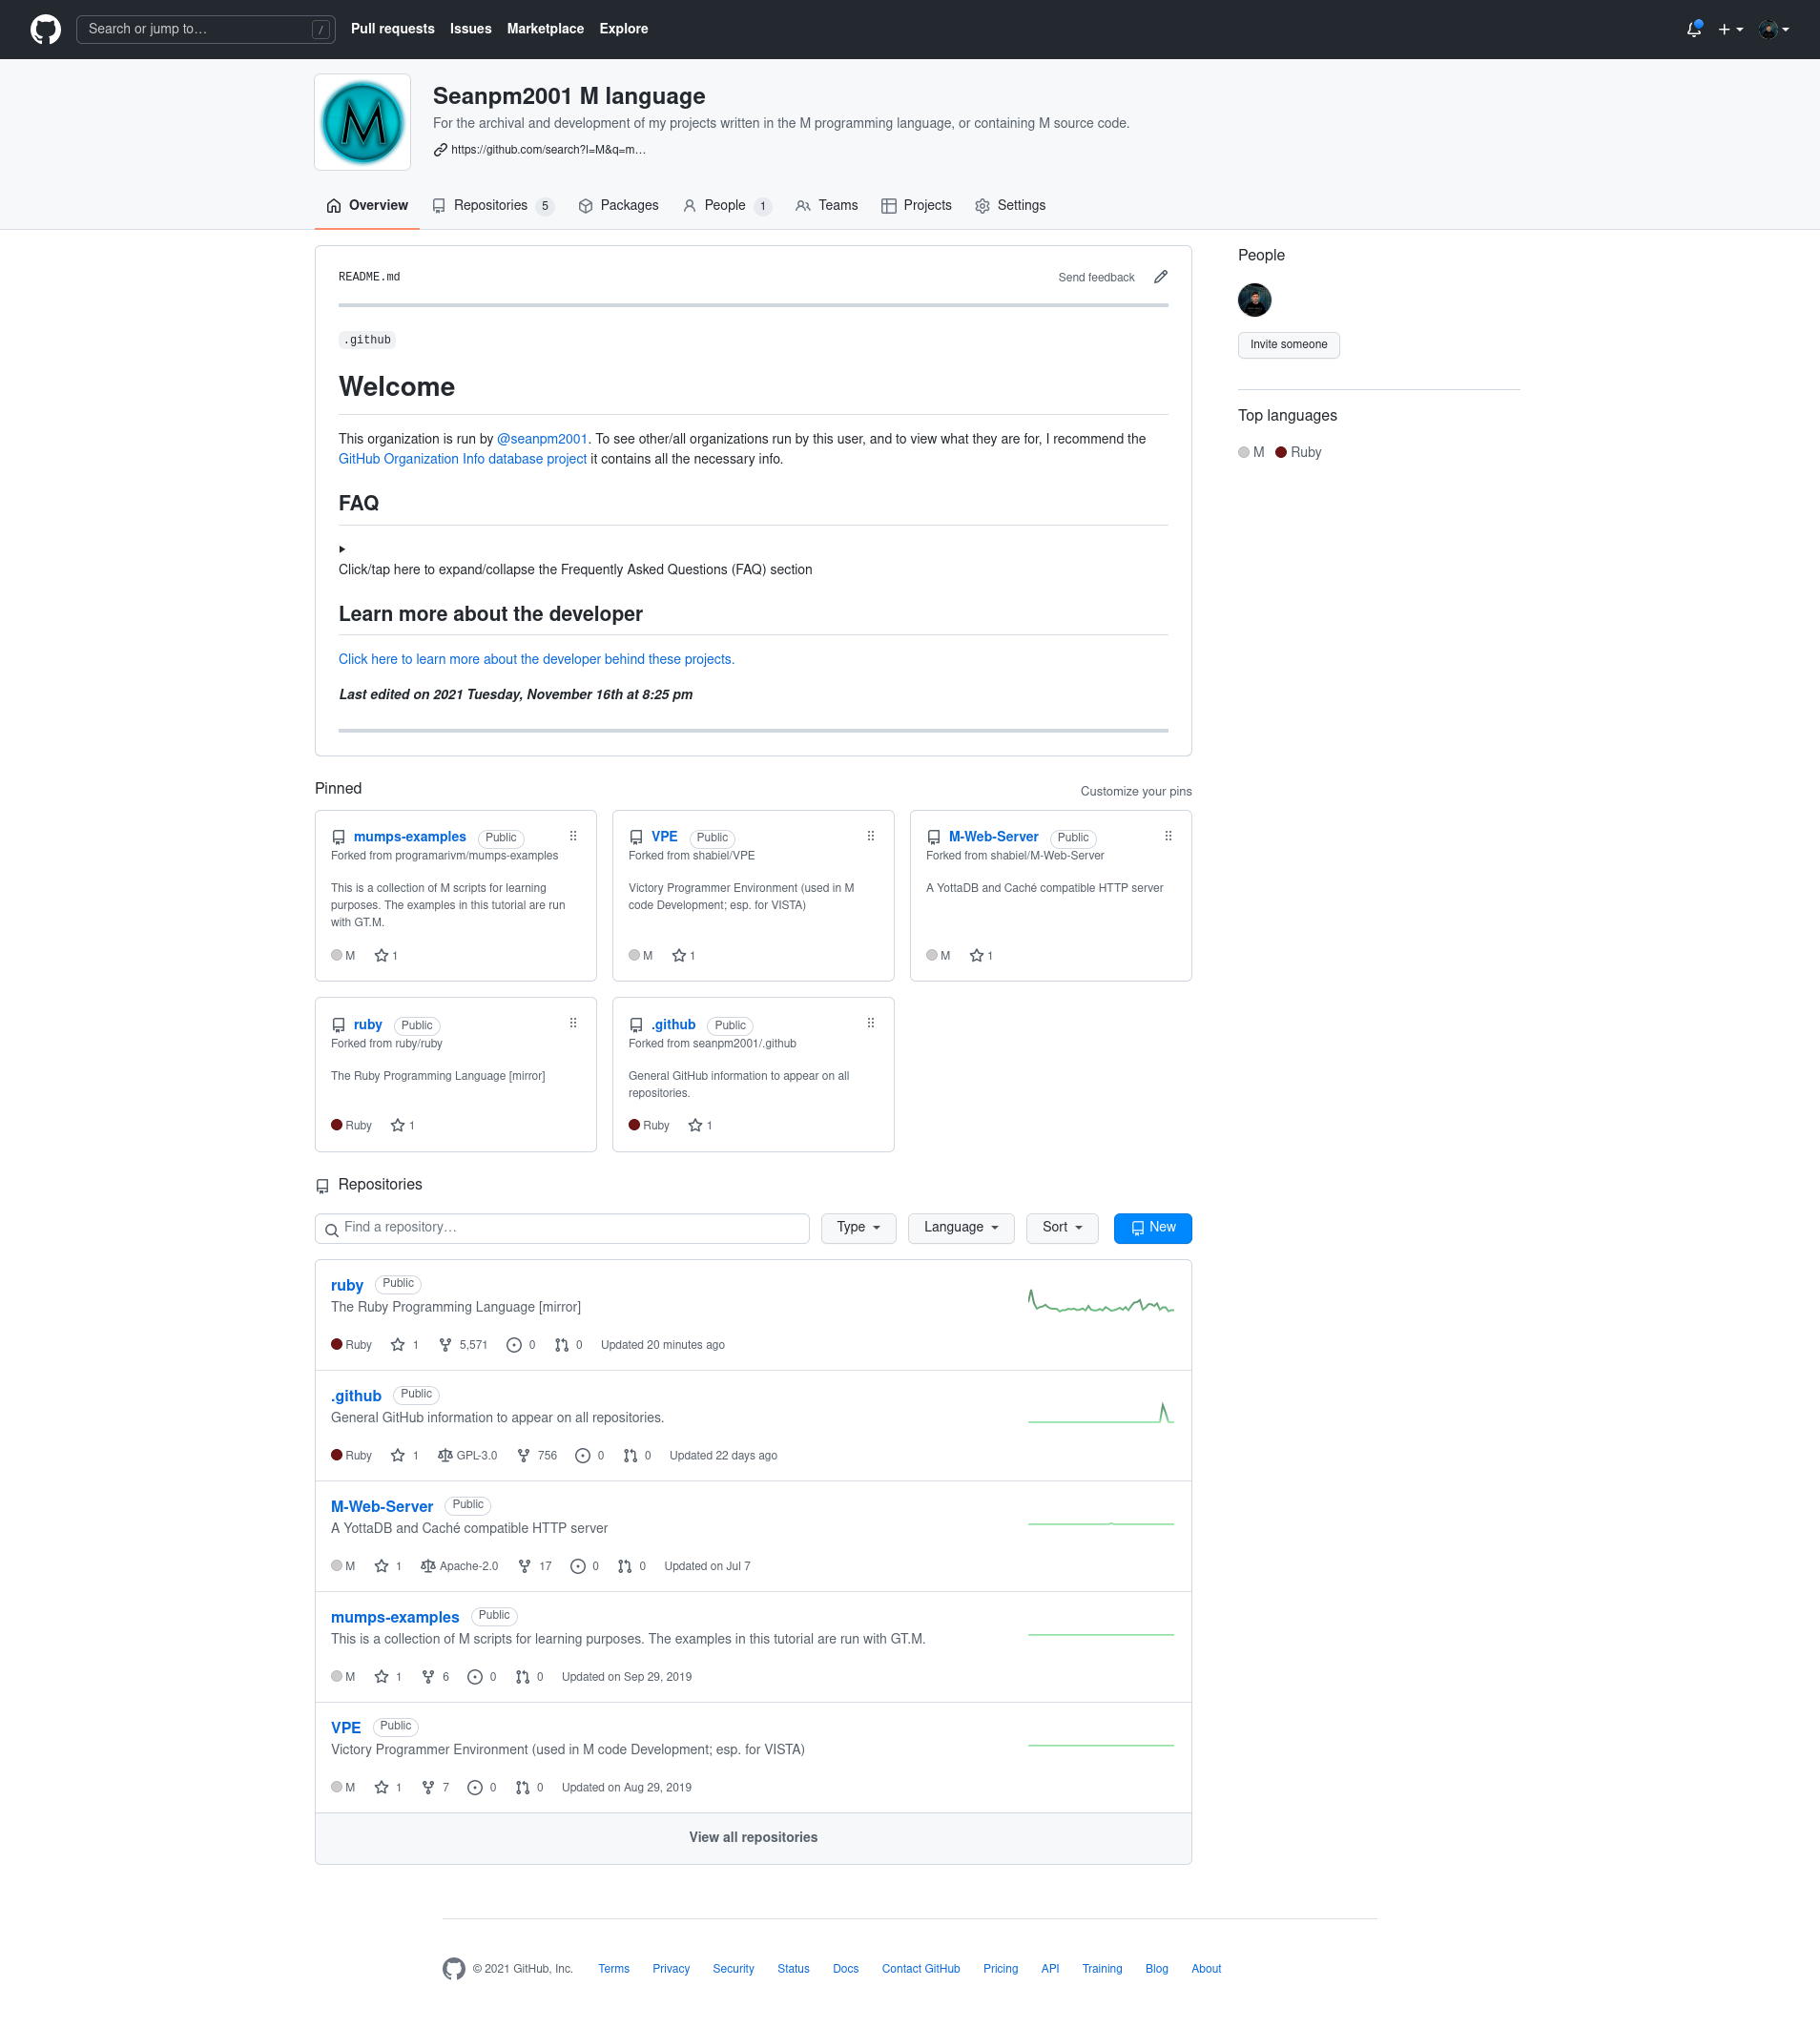 Search or jump to…
/
Pull requests Issues Marketplace Explore
M
Seanpm2001 M language
For the archival and development of my projects written in the M programming language, or containing M source code.
https://github.com/search?l=M&q=m…
Overview Repositories 5 Packages People 1 Teams Projects Settings
README.md
Send feedback
.github
Welcome
This organization is run by @seanpm2001. To see other/all organizations run by this user, and to view what they are for, I recommend the
GitHub Organization Info database project it contains all the necessary info.
FAQ
Click/tap here to expand/collapse the Frequently Asked Questions (FAQ) section
Learn more about the developer
Click here to learn more about the developer behind these projects.
Last edited on 2021 Tuesday, November 16th at 8:25 pm
People
Invite someone
Top languages
M Ruby
Pinned
Customize your pins
mumps-examples Public
Forked from programarivm/mumps-examples
This is a collection of M scripts for learning
purposes. The examples in this tutorial are run
with GT.M.
M 1
VPE Public
Forked from shabiel/VPE
Victory Programmer Environment (used in M
code Development; esp. for VISTA)
M 1
M-Web-Server Public
Forked from shabiel/M-Web-Server
A YottaDB and Caché compatible HTTP server
M 1
ruby Public
Forked from ruby/ruby
The Ruby Programming Language [mirror]
Ruby 1
.github Public
Forked from seanpm2001/.github
General GitHub information to appear on all
repositories.
Ruby 1
Repositories
Find a repository…
Type Language Sort New
ruby Public
The Ruby Programming Language [mirror]
Ruby 1 5,571 0 0 Updated 20 minutes ago
.github Public
General GitHub information to appear on all repositories.
Ruby 1 GPL-3.0 756 0 0 Updated 22 days ago
M-Web-Server Public
A YottaDB and Caché compatible HTTP server
M 1 Apache-2.0 17 0 0 Updated on Jul 7
mumps-examples Public
This is a collection of M scripts for learning purposes. The examples in this tutorial are run with GT.M.
M 1 6 0 0 Updated on Sep 29, 2019
VPE Public
Victory Programmer Environment (used in M code Development; esp. for VISTA)
M 1 7 0 0 Updated on Aug 29, 2019
View all repositories
© 2021 GitHub, Inc. Terms Privacy Security Status Docs Contact GitHub Pricing API Training Blog About